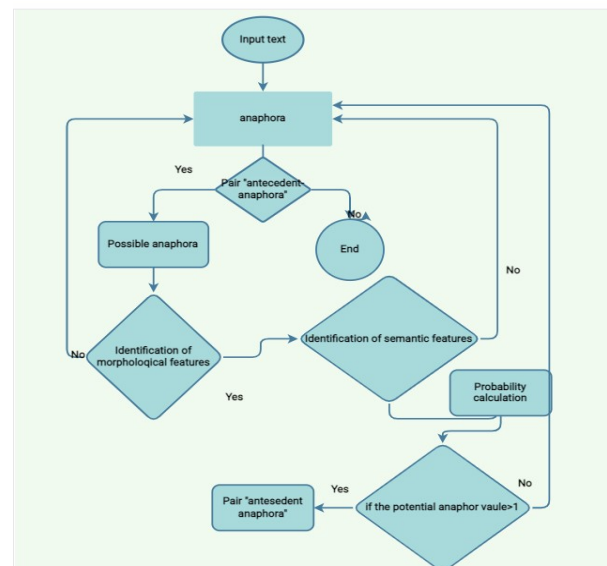 Input text
anaphora
Yes
Pair "antecedent-
anaphora"
No
Possible anaphora
End
No
Identification of
morphological features
Yes
Identification of semantic features
No
Probability
calculation
Yes
No
Pair "antesedent
anaphora"
if the potential anaphor vaule>1